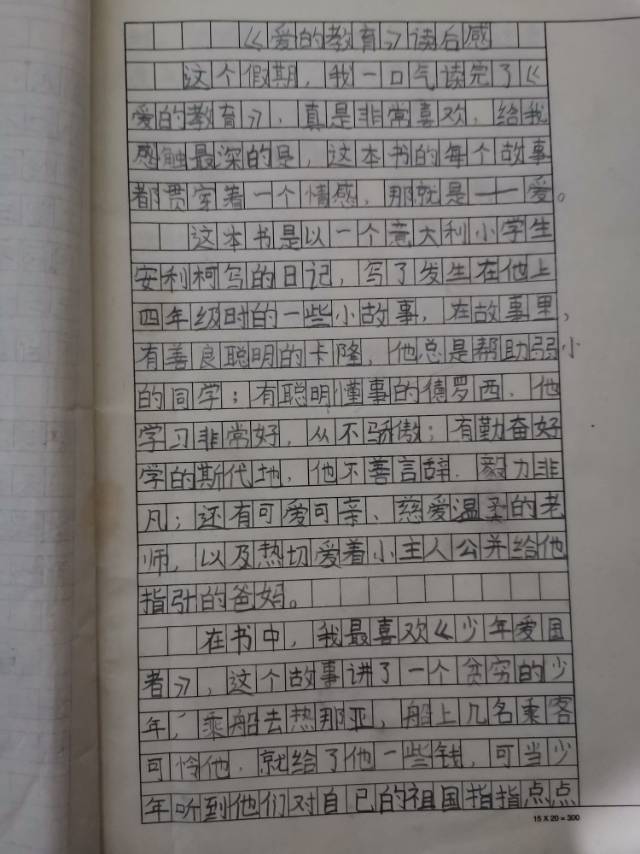 《爱的教育》读后感
这个假期，我一口气读完了《
爱的教育》，真是非常喜欢，给我
感触最深的是，这本书的每个故事
都贯穿着一个情感，那就是——爱。
这本书是以一个意大利小学生
安利柯写的日记，写了发生在他上
四年级时的一些小故事，在故事里，
有善良聪明的卡隆，他总是帮助弱小
的同学；有聪明懂事的德罗西，他
学习非常好，从不骄傲；有勤奋好
学的斯代地，他不善言辞，毅力非
凡；还有可爱可亲、慈爱温柔的老
师，以及热切爱着小主人公并给他
指引的爸妈。
在书中，我最喜欢《少年爱国
者》，这个故事讲了一个贫穷的少
年，乘船去热那亚，船上几名乘客
可怜他，就给了他一些钱，可当少
年听到他们对自己的祖国指指点点
15×20=300